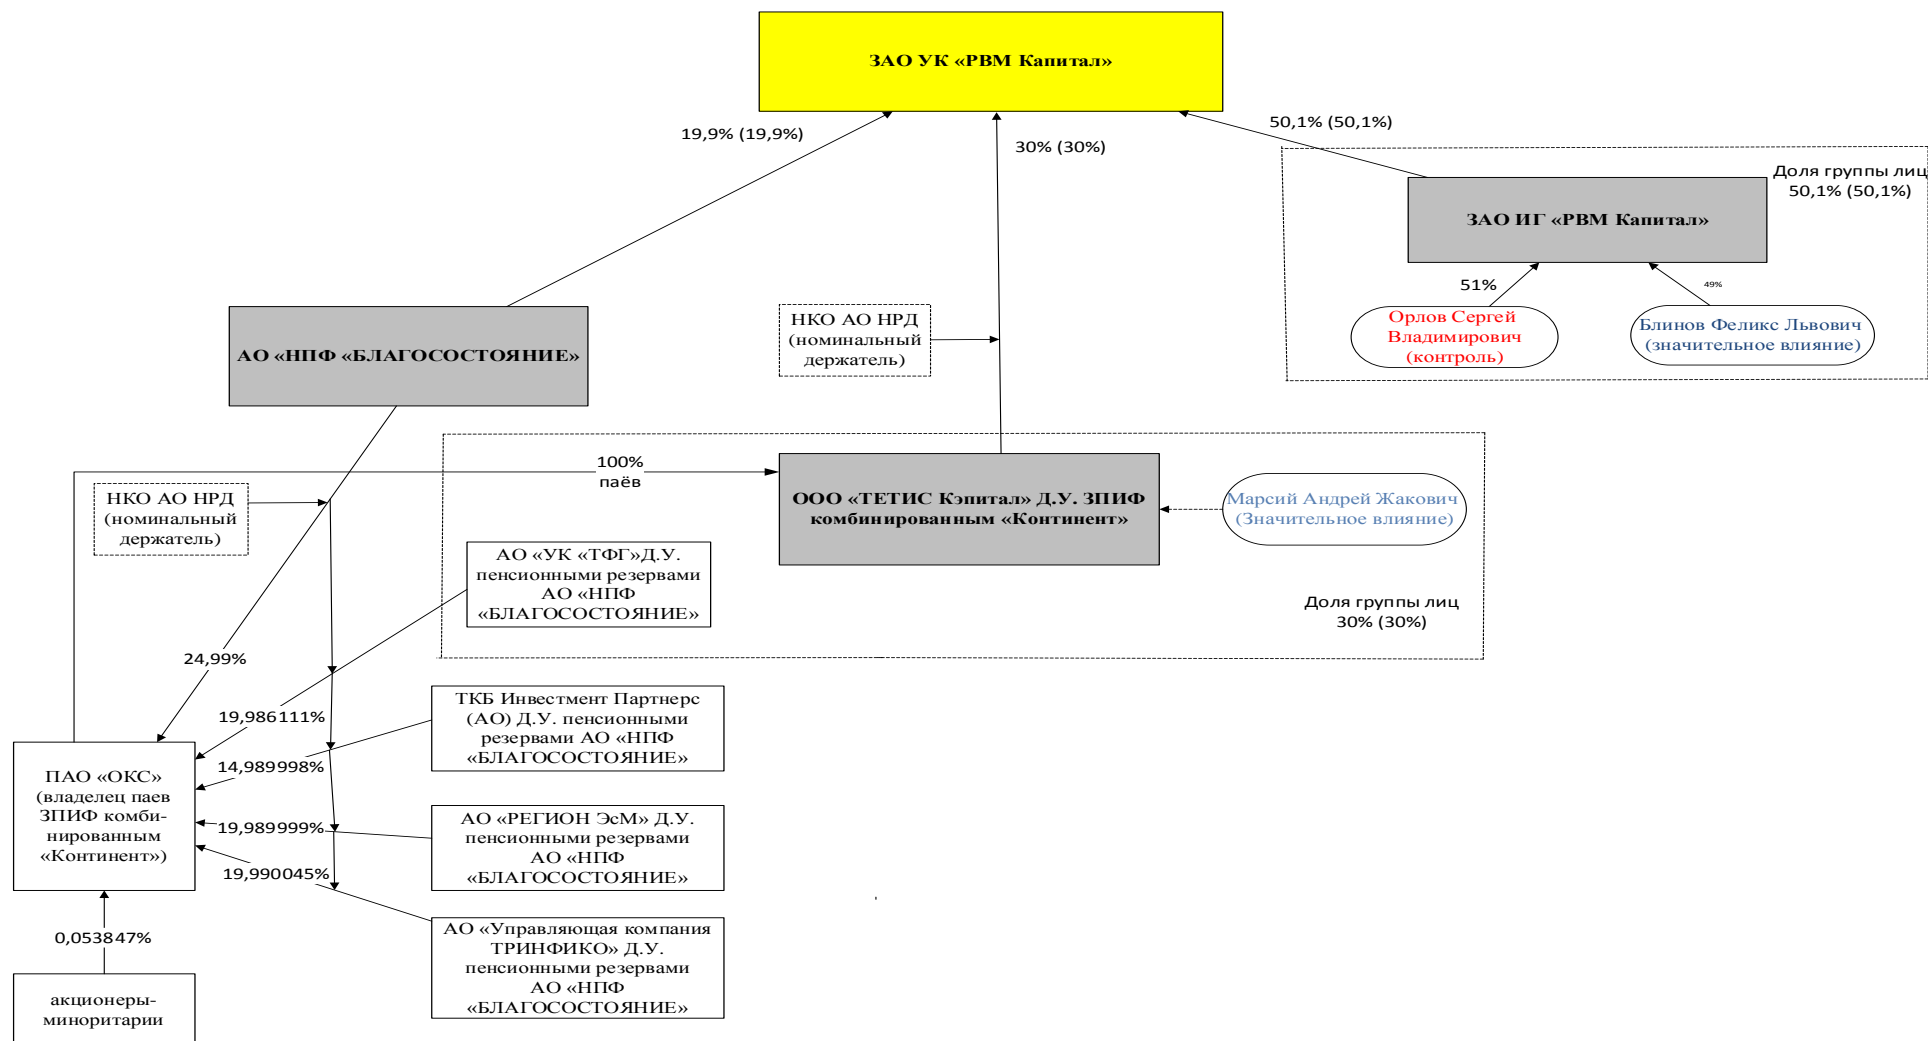 ЗАО УК «РВМ Капитал»
19,9% (19,9%)
30% (30%)
50,1% (50,1%)
Доля группы лиц
50,1% (50,1%)
ЗАО ИГ «РВМ Капитал»
51%
49%
Орлов Сергей
Владимирович
(контроль)
Блинов Феликс Львович
(значительное влияние)
НКО АО НРД
(номинальный
держатель)
АО «НПФ «БЛАГОСОСТОЯНИЕ»
100%
паёв
НКО АО НРД
(номинальный
держатель)
ООО «ТЕТИС Кэпитал» Д.У. ЗПИФ
комбинированным «Континент»
Марсий Андрей Жакович
(Значительное влияние)
Доля группы лиц
30% (30%)
АО «УК «ТФГ»Д.У.
пенсионными резервами
АО «НПФ
«БЛАГОСОСТОЯНИЕ»
24,99%
19,986111%
ТКБ Инвестмент Партнерс
(АО) Д.У. пенсионными
резервами АО «НПФ
«БЛАГОСОСТОЯНИЕ»
14,989998%
ПАО «ОКС»
(владелец паев
ЗПИФ комби-
нированным
«Континент»)
19,989999%
АО «РЕГИОН ЭсМ» Д.У.
пенсионными резервами
АО «НПФ
«БЛАГОСОСТОЯНИЕ»
19,990045%
АО «Управляющая компания
ТРИНФИКО» Д.У.
пенсионными резервами
АО «НПФ
«БЛАГОСОСТОЯНИЕ»
0,053847%
акционеры-
миноритарии